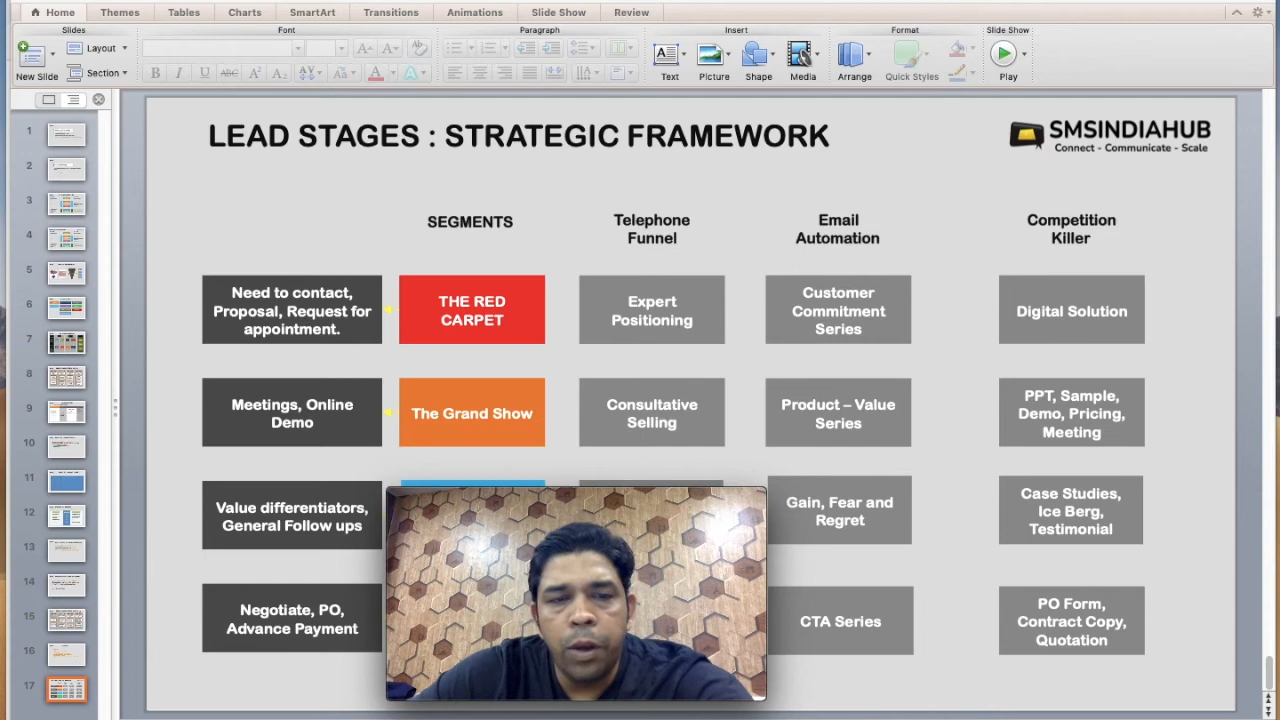 Home Themes Tables Charts SmartArt Transitions Animations Slide Show Review
Slides Font Paragraph Insert Format Slide Show
Layout
Section
New Slide
B I U ABC A² A₂ A A
Text Picture Shape Media Arrange Quick Styles Play
1
2
3
4
5
6
7
8
9
10
11
12
13
14
15
16
17
LEAD STAGES : STRATEGIC FRAMEWORK
SMSINDIAHUB
Connect - Communicate - Scale
SEGMENTS
Telephone
Funnel
Email
Automation
Competition
Killer
Need to contact,
Proposal, Request for
appointment.
THE RED
CARPET
Expert
Positioning
Customer
Commitment
Series
Digital Solution
Meetings, Online
Demo
The Grand Show
Consultative
Selling
Product – Value
Series
PPT, Sample,
Demo, Pricing,
Meeting
Value differentiators,
General Follow ups
Gain, Fear and
Regret
Case Studies,
Ice Berg,
Testimonial
Negotiate, PO,
Advance Payment
CTA Series
PO Form,
Contract Copy,
Quotation